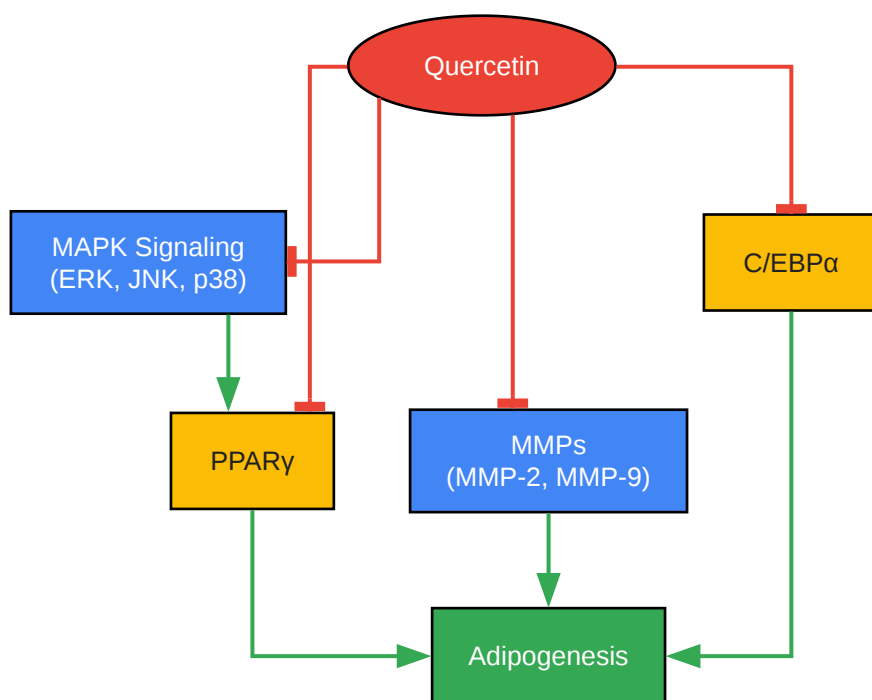 Quercetin
MAPK Signaling
(ERK, JNK, p38)
C/EBPα
PPARγ
MMPs
(MMP-2, MMP-9)
Adipogenesis